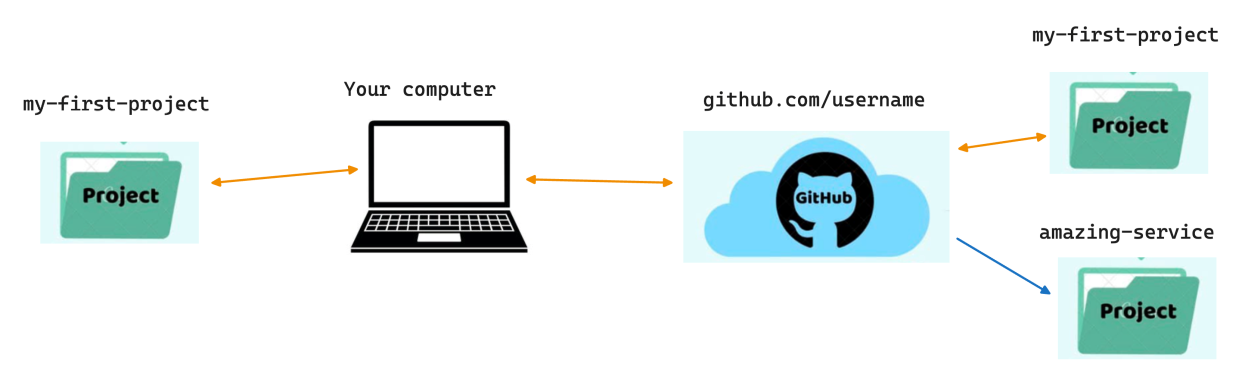 my-first-project
Project
Your computer
github.com/username
GitHub
my-first-project
Project
amazing-service
Project